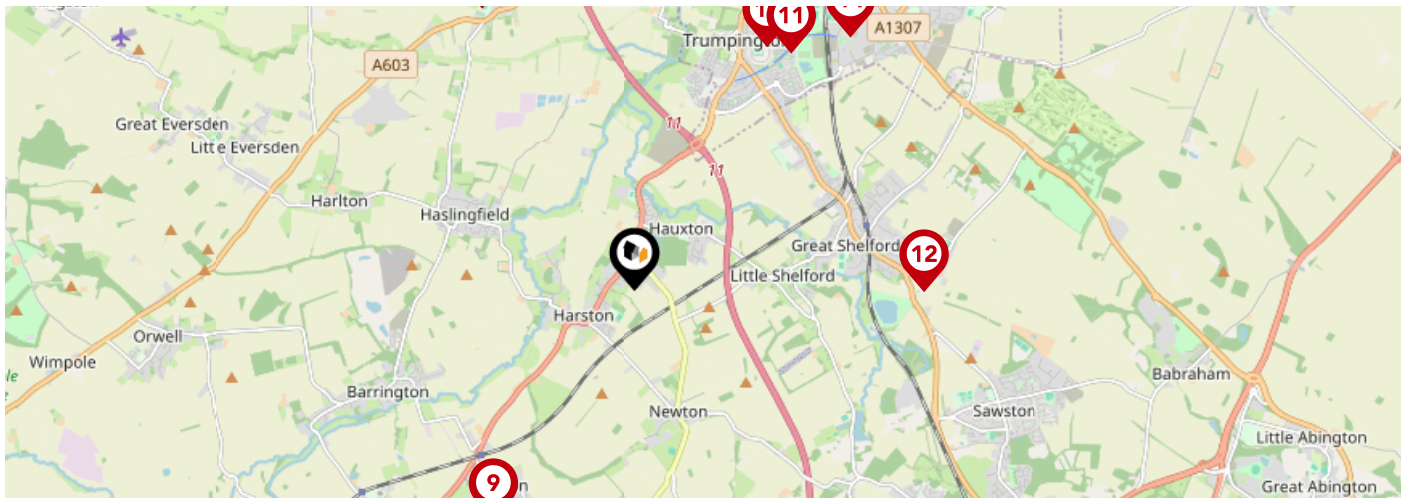 11
A1307
Trumpington
A603
11
Great Eversden
Little Eversden
11
Harlton
Haslingfield
Hauxton
Great Shelford
12
Little Shelford
Harston
Orwell
Wimpole
Babraham
Barrington
Newton
Sawston
Little Abington
9
Great Abington